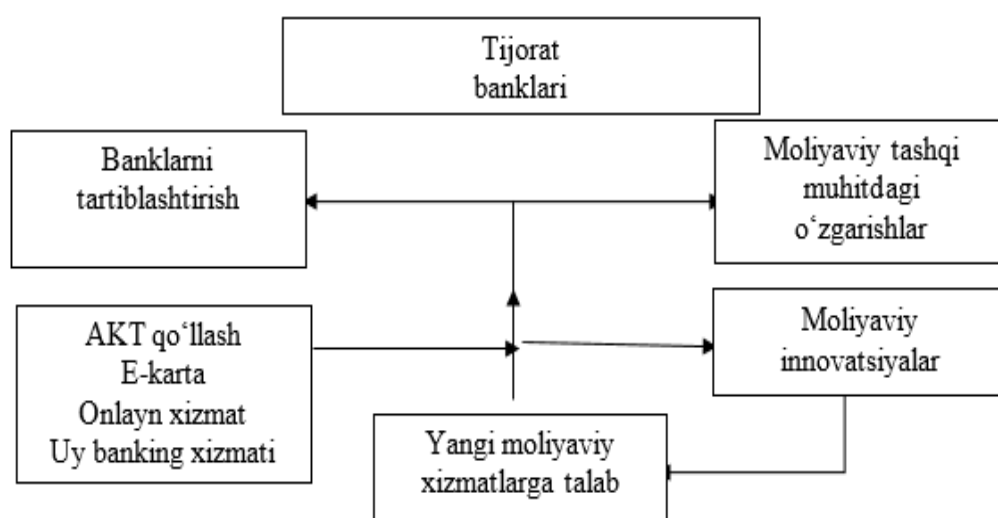 Tijorat
banklari
Banklarni
tartiblashtirish
Moliyaviy tashqi
muhitdagi
o‘zgarishlar
AKT qo‘llash
E-karta
Onlayn xizmat
Uy banking xizmati
Moliyaviy
innovatsiyalar
Yangi moliyaviy
xizmatlarga talab